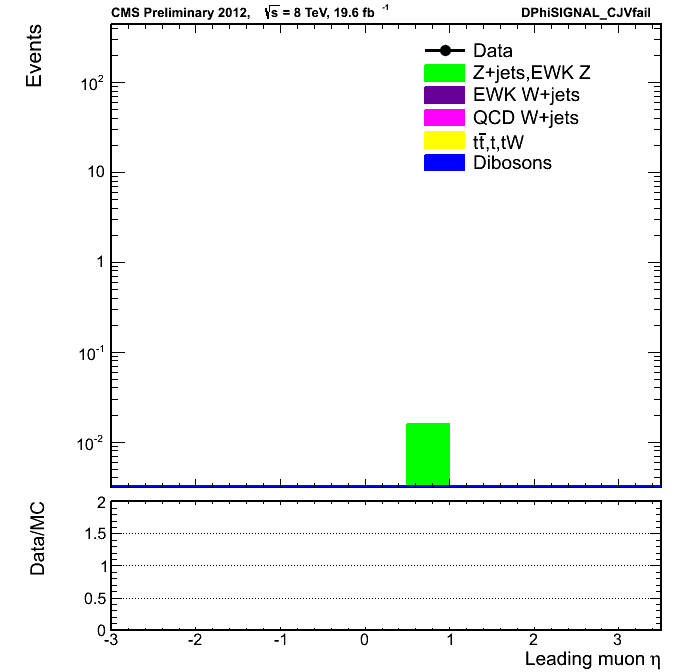 CMS Preliminary 2012, √s = 8 TeV, 19.6 fb⁻¹ DPhiSIGNAL_CJVfail
Events
Data
Z+jets,EWK Z
EWK W+jets
QCD W+jets
tt̅,t,tW
Dibosons
10²
10
1
10⁻¹
10⁻²
Data/MC
2
1.5
1
0.5
0
-3 -2 -1 0 1 2 3
Leading muon η